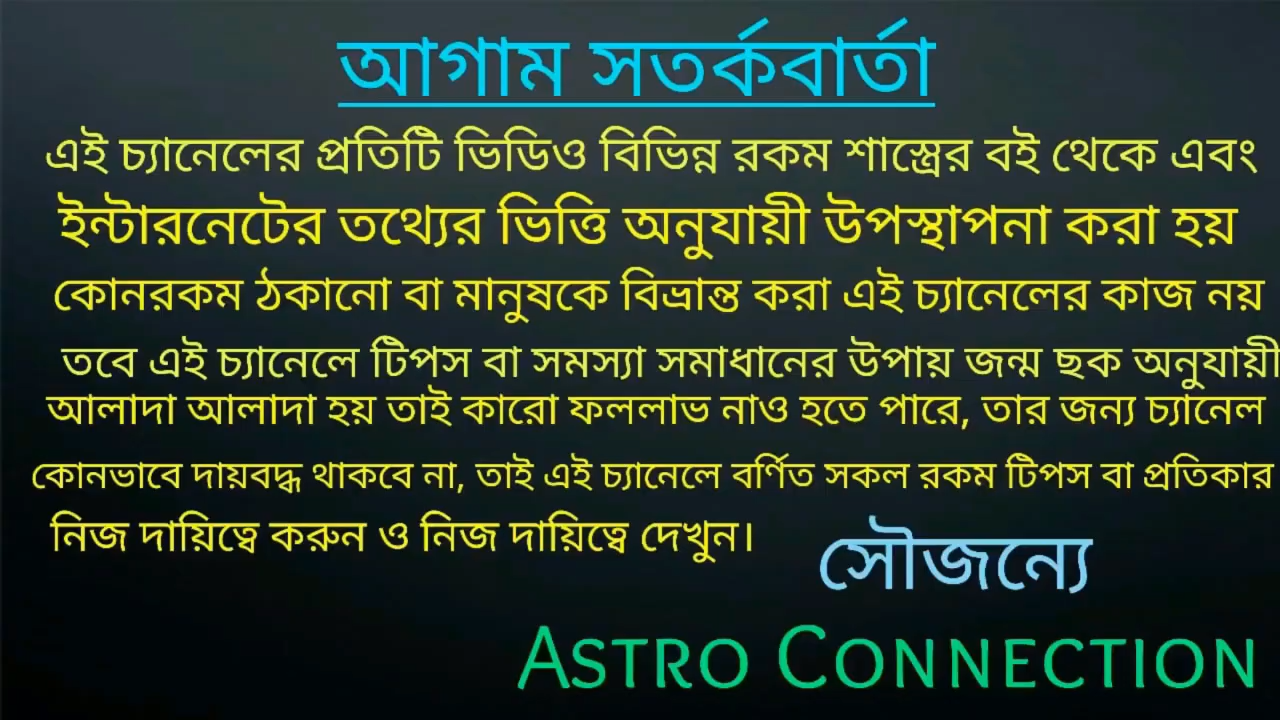 আগাম সতর্কবার্তা
এই চ্যানেলের প্রতিটি ভিডিও বিভিন্ন রকম শাস্ত্রের বই থেকে এবং
ইন্টারনেটের তথ্যের ভিত্তি অনুযায়ী উপস্থাপনা করা হয়
কোনরকম ঠকানো বা মানুষকে বিভ্রান্ত করা এই চ্যানেলের কাজ নয়
তবে এই চ্যানেলে টিপস বা সমস্যা সমাধানের উপায় জন্ম ছক অনুযায়ী
আলাদা আলাদা হয় তাই কারো ফললাভ নাও হতে পারে, তার জন্য চ্যানেল
কোনভাবে দায়বদ্ধ থাকবে না, তাই এই চ্যানেলে বর্ণিত সকল রকম টিপস বা প্রতিকার
নিজ দায়িত্বে করুন ও নিজ দায়িত্বে দেখুন।
সৌজন্যে
ASTRO CONNECTION